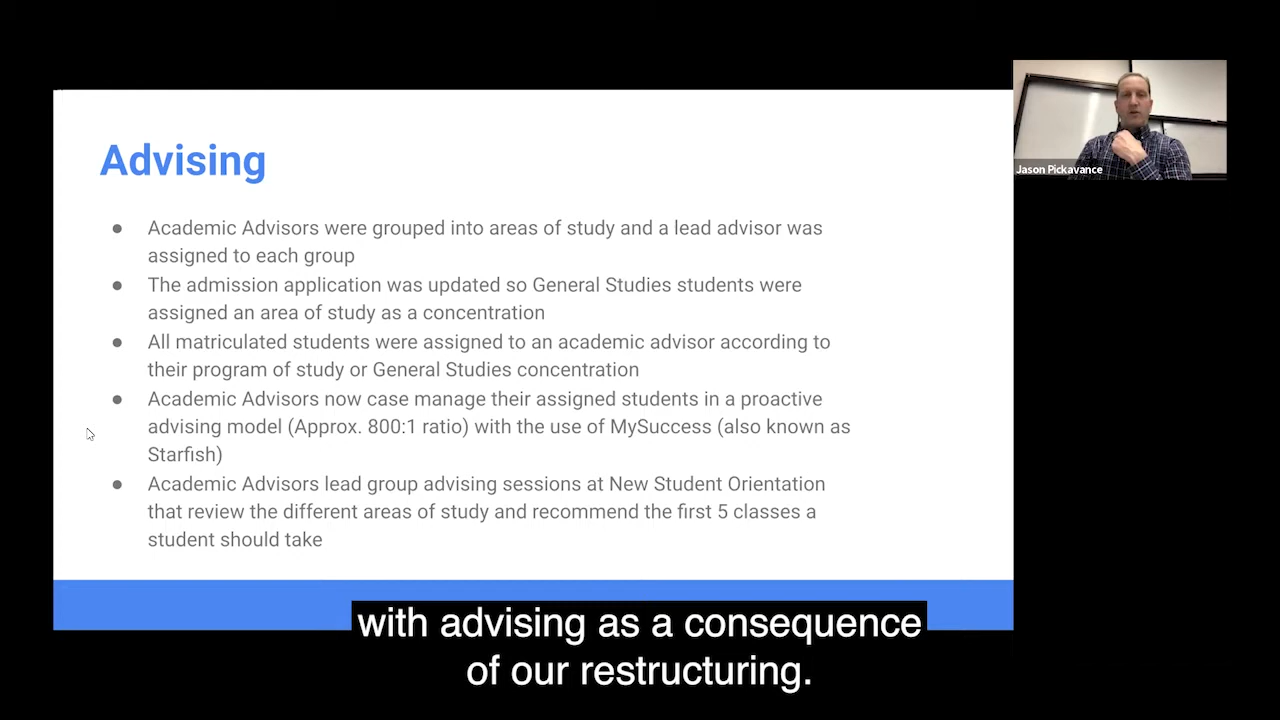 Advising
● Academic Advisors were grouped into areas of study and a lead advisor was
assigned to each group
● The admission application was updated so General Studies students were
assigned an area of study as a concentration
● All matriculated students were assigned to an academic advisor according to
their program of study or General Studies concentration
● Academic Advisors now case manage their assigned students in a proactive
advising model (Approx. 800:1 ratio) with the use of MySuccess (also known as
Starfish)
● Academic Advisors lead group advising sessions at New Student Orientation
that review the different areas of study and recommend the first 5 classes a
student should take
Jason Pickavance
with advising as a consequence
of our restructuring.